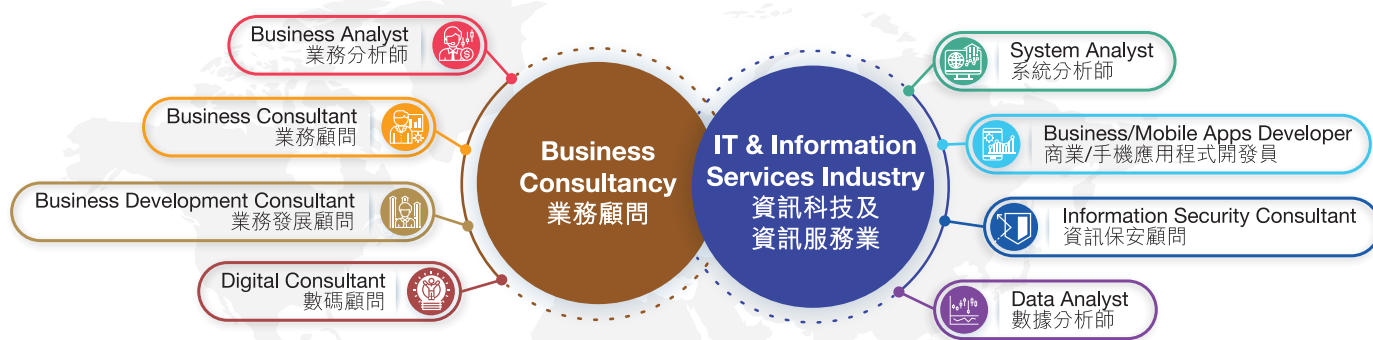 Business Analyst
業務分析師
Business Consultant
業務顧問
Business Development Consultant
業務發展顧問
Digital Consultant
數碼顧問
Business
Consultancy
業務顧問
IT & Information
Services Industry
資訊科技及
資訊服務業
System Analyst
系統分析師
Business/Mobile Apps Developer
商業/手機應用程式開發員
Information Security Consultant
資訊保安顧問
Data Analyst
數據分析師